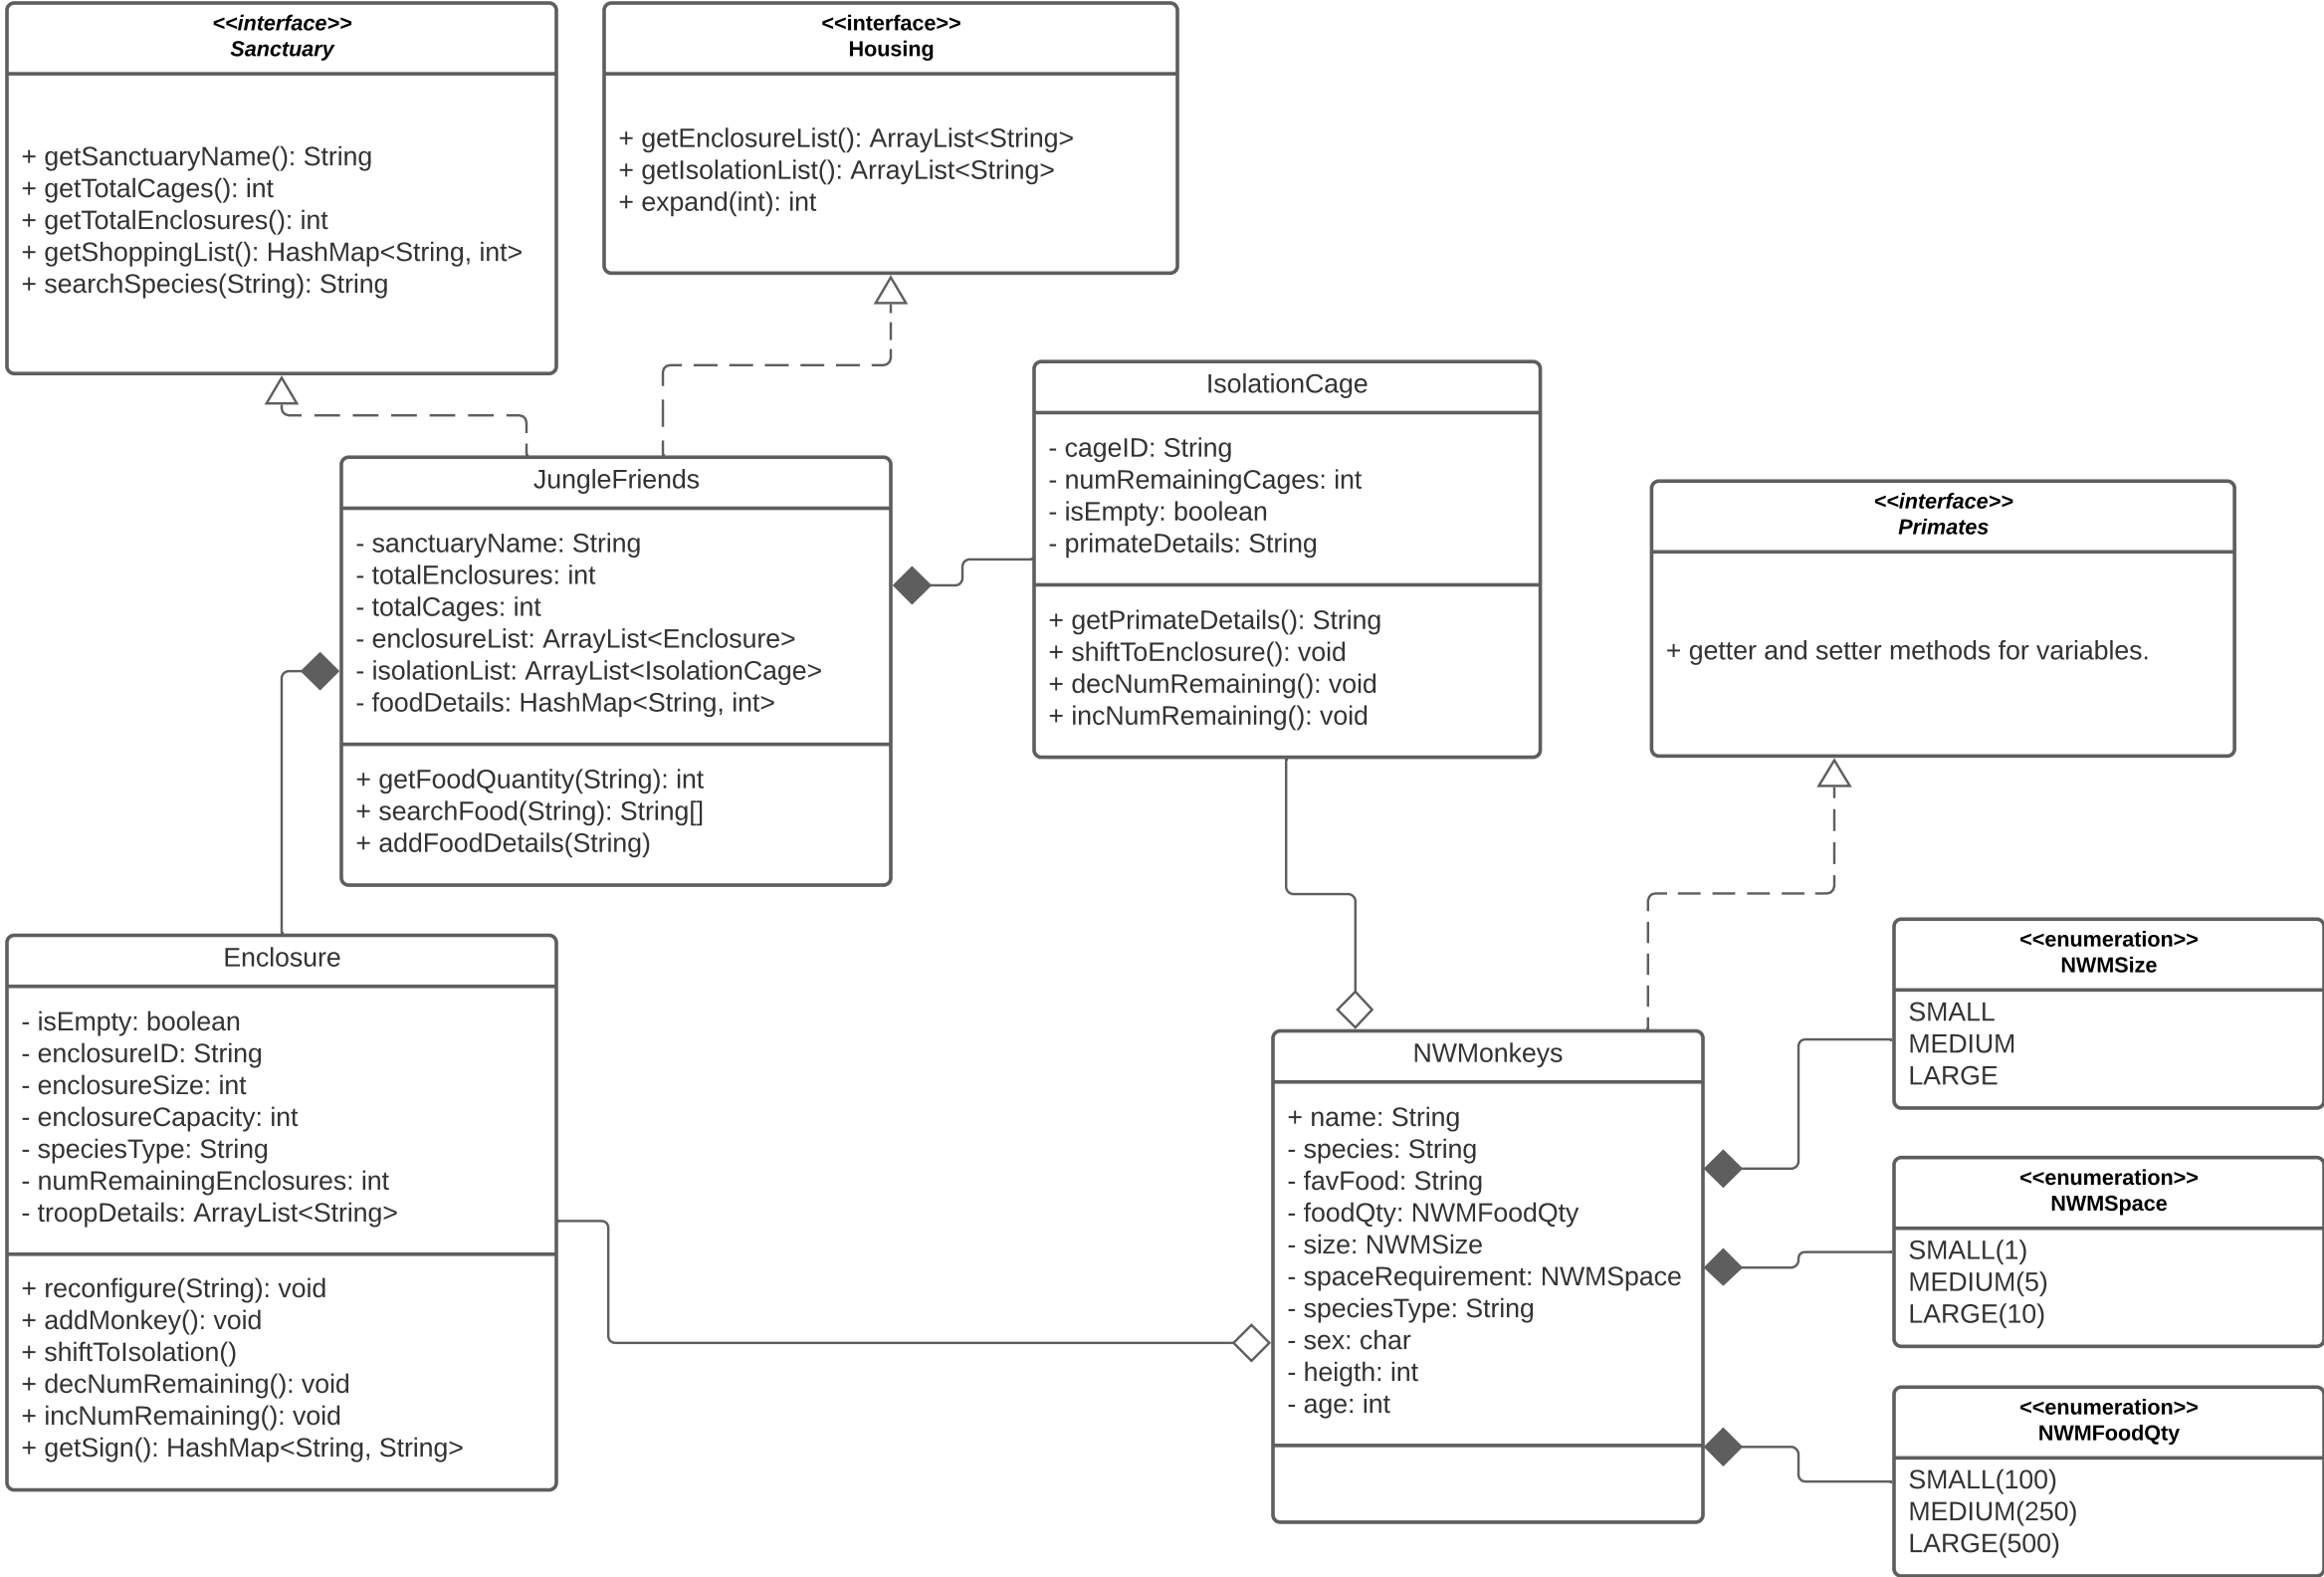 <<interface>>
Sanctuary
+ getSanctuaryName(): String
+ getTotalCages(): int
+ getTotalEnclosures(): int
+ getShoppingList(): HashMap<String, int>
+ searchSpecies(String): String
<<interface>>
Housing
+ getEnclosureList(): ArrayList<String>
+ getIsolationList(): ArrayList<String>
+ expand(int): int
JungleFriends
- sanctuaryName: String
- totalEnclosures: int
- totalCages: int
- enclosureList: ArrayList<Enclosure>
- isolationList: ArrayList<IsolationCage>
- foodDetails: HashMap<String, int>
+ getFoodQuantity(String): int
+ searchFood(String): String[]
+ addFoodDetails(String)
IsolationCage
- cageID: String
- numRemainingCages: int
- isEmpty: boolean
- primateDetails: String
+ getPrimateDetails(): String
+ shiftToEnclosure(): void
+ decNumRemaining(): void
+ incNumRemaining(): void
<<interface>>
Primates
+ getter and setter methods for variables.
Enclosure
- isEmpty: boolean
- enclosureID: String
- enclosureSize: int
- enclosureCapacity: int
- speciesType: String
- numRemainingEnclosures: int
- troopDetails: ArrayList<String>
+ reconfigure(String): void
+ addMonkey(): void
+ shiftToIsolation()
+ decNumRemaining(): void
+ incNumRemaining(): void
+ getSign(): HashMap<String, String>
NWMonkeys
+ name: String
- species: String
- favFood: String
- foodQty: NWMFoodQty
- size: NWMSize
- spaceRequirement: NWMSpace
- speciesType: String
- sex: char
- heigth: int
- age: int
<<enumeration>>
NWMSize
SMALL
MEDIUM
LARGE
<<enumeration>>
NWMSpace
SMALL(1)
MEDIUM(5)
LARGE(10)
<<enumeration>>
NWMFoodQty
SMALL(100)
MEDIUM(250)
LARGE(500)